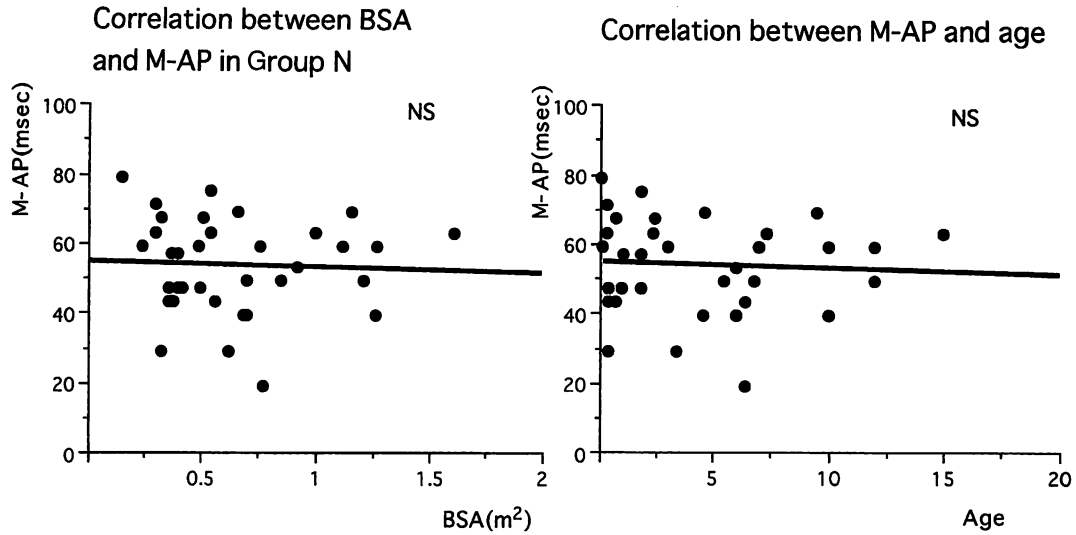 Correlation between BSA
and M-AP in Group N
M-AP(msec)
NS
100
80
60
40
20
0
0.5
1
1.5
2
BSA(m²)
Correlation between M-AP and age
M-AP(msec)
NS
100
80
60
40
20
0
5
10
15
20
Age